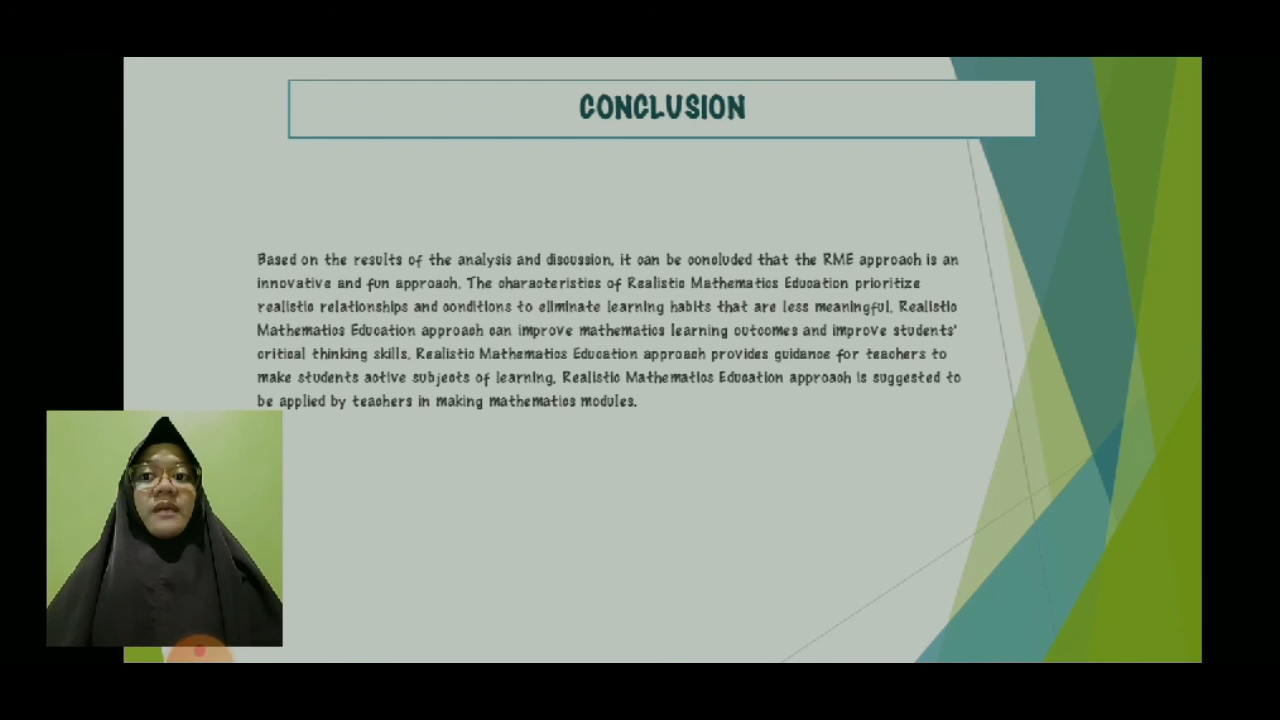 CONCLUSION
Based on the results of the analysis and discussion, it can be concluded that the RME approach is an
innovative and fun approach. The characteristics of Realistic Mathematics Education prioritize
realistic relationships and conditions to eliminate learning habits that are less meaningful. Realistic
Mathematics Education approach can improve mathematics learning outcomes and improve students'
critical thinking skills. Realistic Mathematics Education approach provides guidance for teachers to
make students active subjects of learning. Realistic Mathematics Education approach is suggested to
be applied by teachers in making mathematics modules.